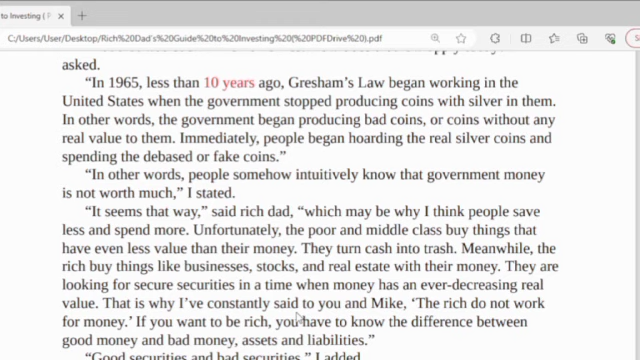 to Investing ( P
C:/Users/User/Desktop/Rich%20Dad's%20Guide%20to%20Investing%20(%20PDFDrive%20).pdf
asked.
“In 1965, less than 10 years ago, Gresham’s Law began working in the
United States when the government stopped producing coins with silver in them.
In other words, the government began producing bad coins, or coins without any
real value to them. Immediately, people began hoarding the real silver coins and
spending the debased or fake coins.”
“In other words, people somehow intuitively know that government money
is not worth much,” I stated.
“It seems that way,” said rich dad, “which may be why I think people save
less and spend more. Unfortunately, the poor and middle class buy things that
have even less value than their money. They turn cash into trash. Meanwhile, the
rich buy things like businesses, stocks, and real estate with their money. They are
looking for secure securities in a time when money has an ever-decreasing real
value. That is why I’ve constantly said to you and Mike, ‘The rich do not work
for money.’ If you want to be rich, you have to know the difference between
good money and bad money, assets and liabilities.”
“Good securities and bad securities,” I added.